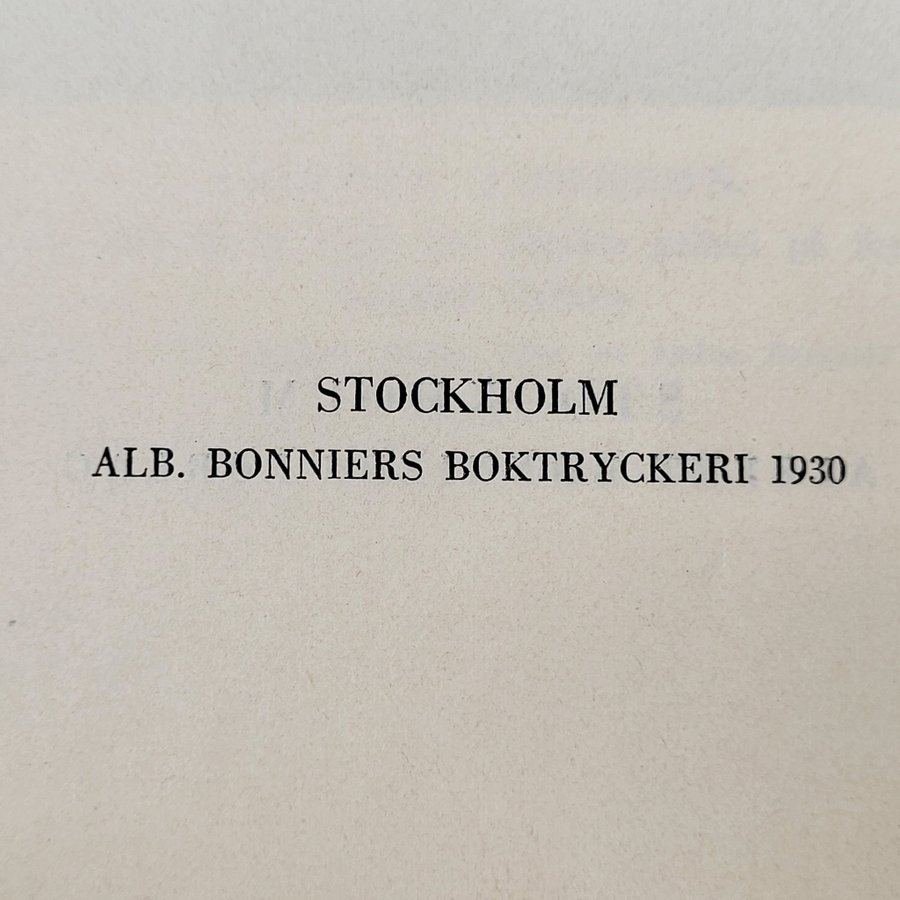 STOCKHOLM
ALB. BONNIERS BOKTRYCKERI 1930